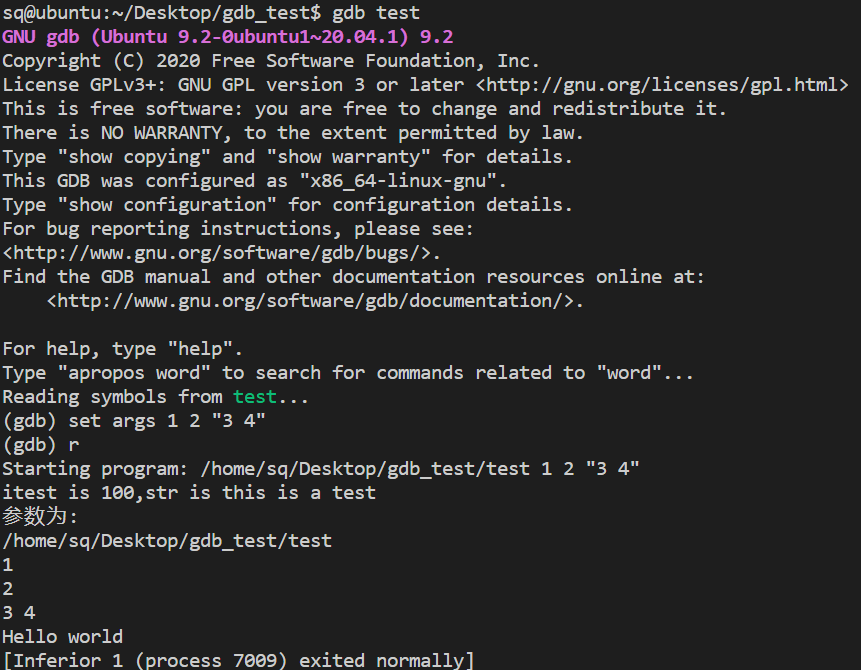 sq@ubuntu:~/Desktop/gdb_test$ gdb test
GNU gdb (Ubuntu 9.2-0ubuntu1~20.04.1) 9.2
Copyright (C) 2020 Free Software Foundation, Inc.
License GPLv3+: GNU GPL version 3 or later <http://gnu.org/licenses/gpl.html>
This is free software: you are free to change and redistribute it.
There is NO WARRANTY, to the extent permitted by law.
Type "show copying" and "show warranty" for details.
This GDB was configured as "x86_64-linux-gnu".
Type "show configuration" for configuration details.
For bug reporting instructions, please see:
<http://www.gnu.org/software/gdb/bugs/>.
Find the GDB manual and other documentation resources online at:
    <http://www.gnu.org/software/gdb/documentation/>.

For help, type "help".
Type "apropos word" to search for commands related to "word"...
Reading symbols from test...
(gdb) set args 1 2 "3 4"
(gdb) r
Starting program: /home/sq/Desktop/gdb_test/test 1 2 "3 4"
itest is 100,str is this is a test
参数为:
/home/sq/Desktop/gdb_test/test
1
2
3 4
Hello world
[Inferior 1 (process 7009) exited normally]